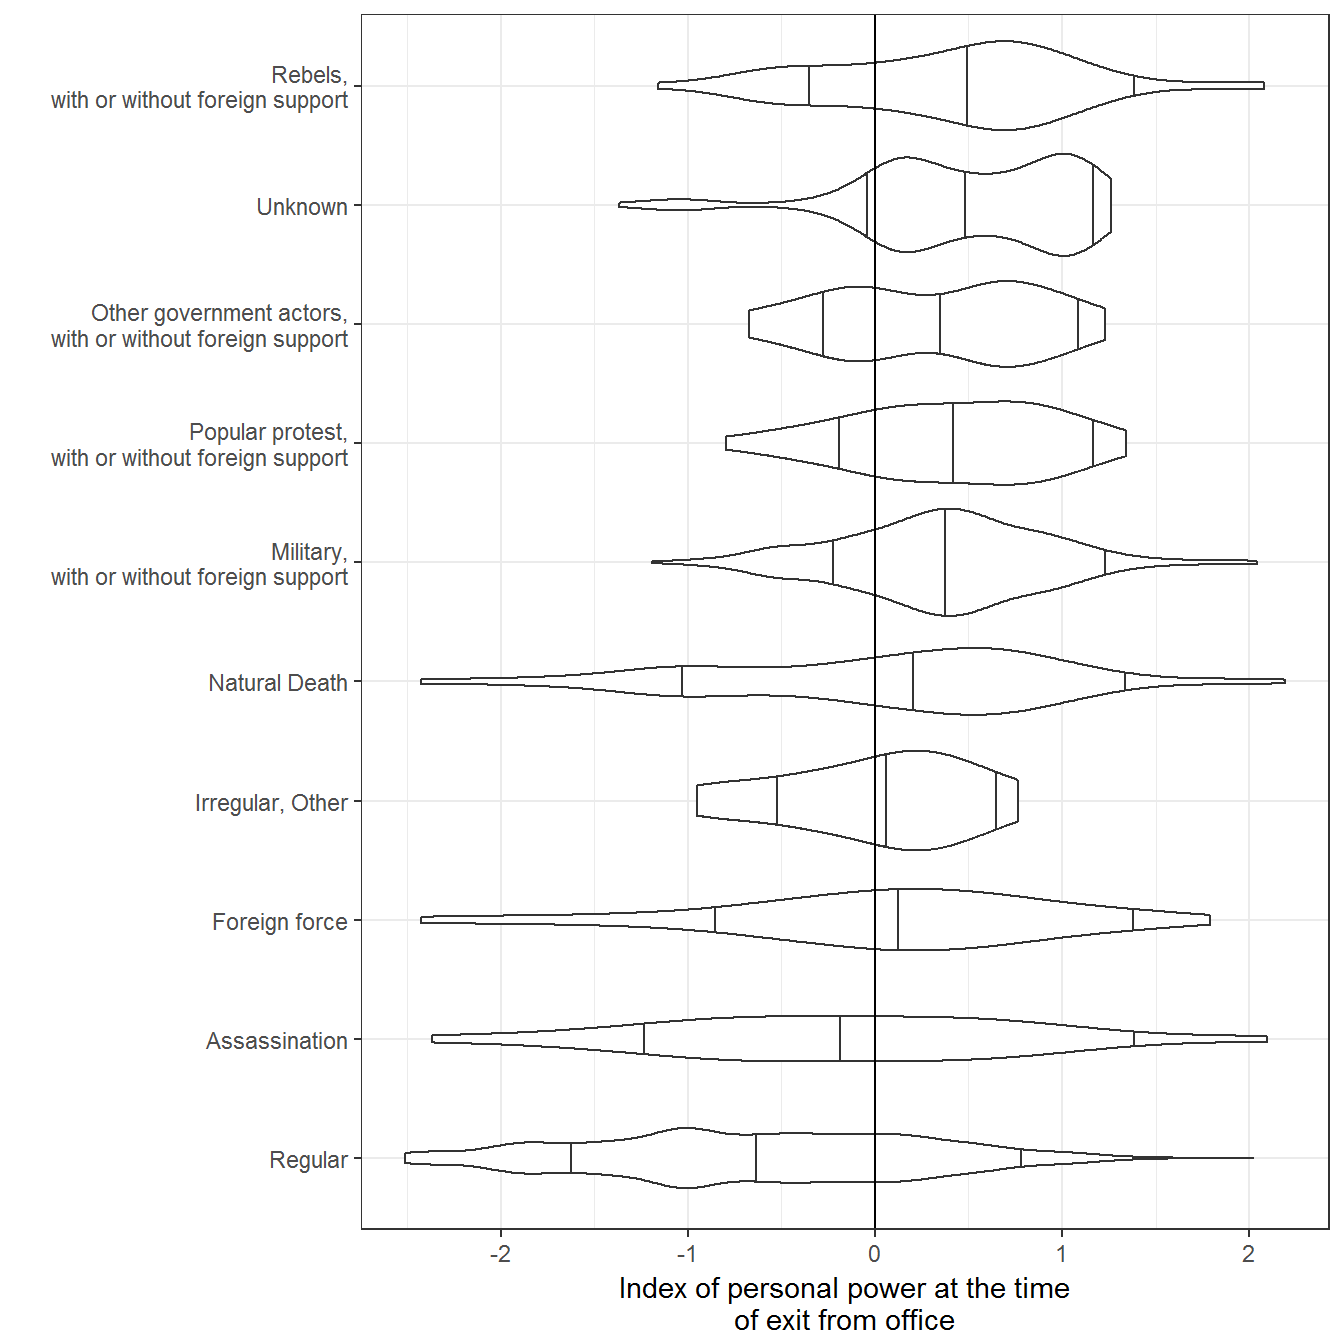 Rebels,
with or without foreign support
Unknown
Other government actors,
with or without foreign support
Popular protest,
with or without foreign support
Military,
with or without foreign support
Natural Death
Irregular, Other
Foreign force
Assassination
Regular
-2 -1 0 1 2
Index of personal power at the time
of exit from office